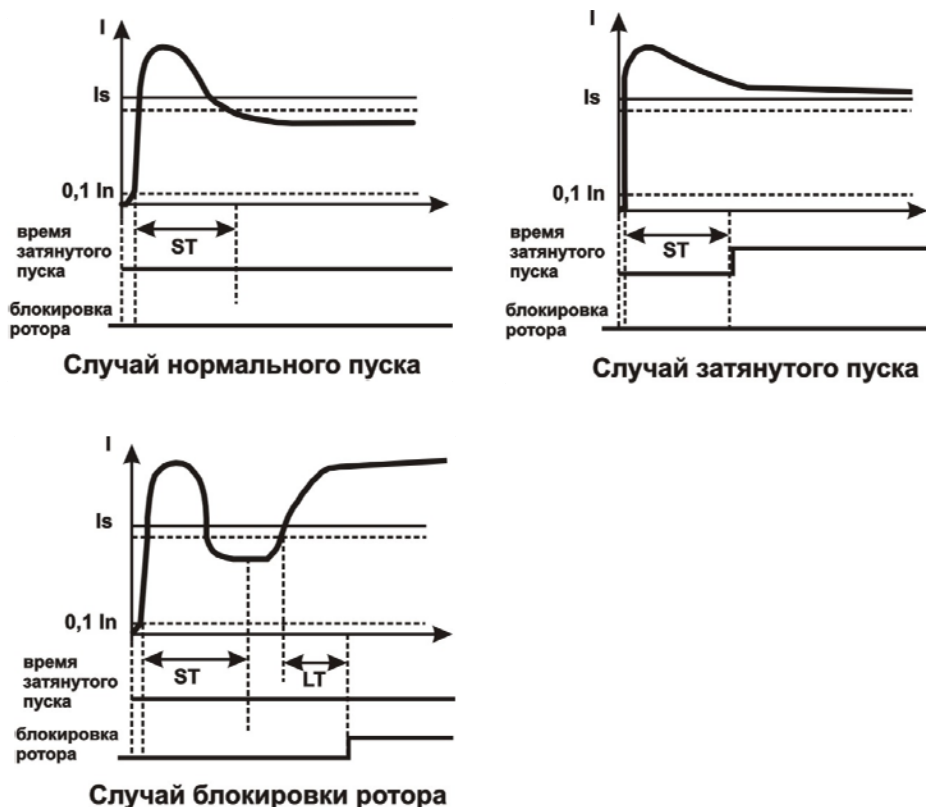 I
Is
0,1 In
время
затянутого
пуска
ST
блокировка
ротора
Случай нормального пуска
I
Is
0,1 In
время
затянутого
пуска
ST
блокировка
ротора
Случай затянутого пуска
I
Is
0,1 In
время
затянутого
пуска
ST
LT
блокировка
ротора
Случай блокировки ротора